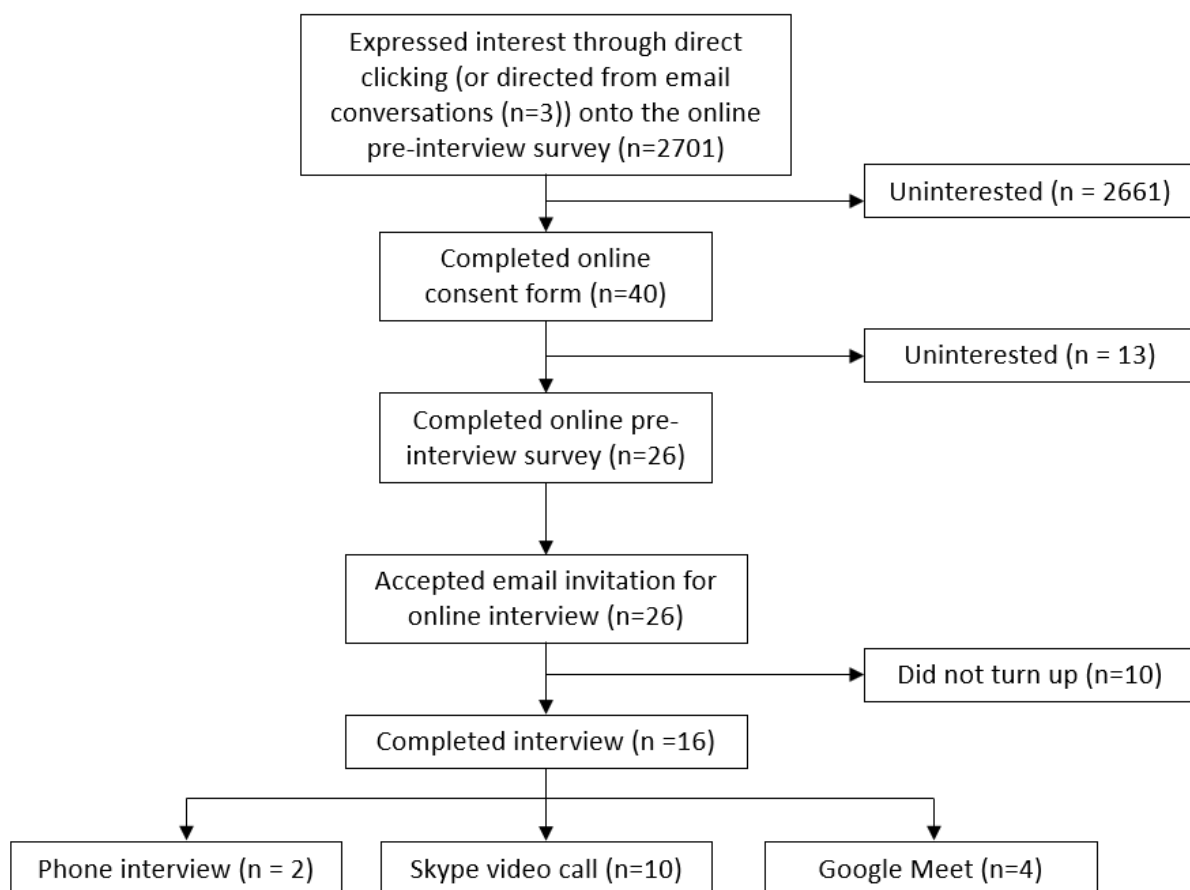 Expressed interest through direct
clicking (or directed from email
conversations (n=3)) onto the online
pre-interview survey (n=2701)
Uninterested (n = 2661)
Completed online
consent form (n=40)
Uninterested (n = 13)
Completed online pre-
interview survey (n=26)
Accepted email invitation for
online interview (n=26)
Did not turn up (n=10)
Completed interview (n =16)
Phone interview (n = 2)
Skype video call (n=10)
Google Meet (n=4)